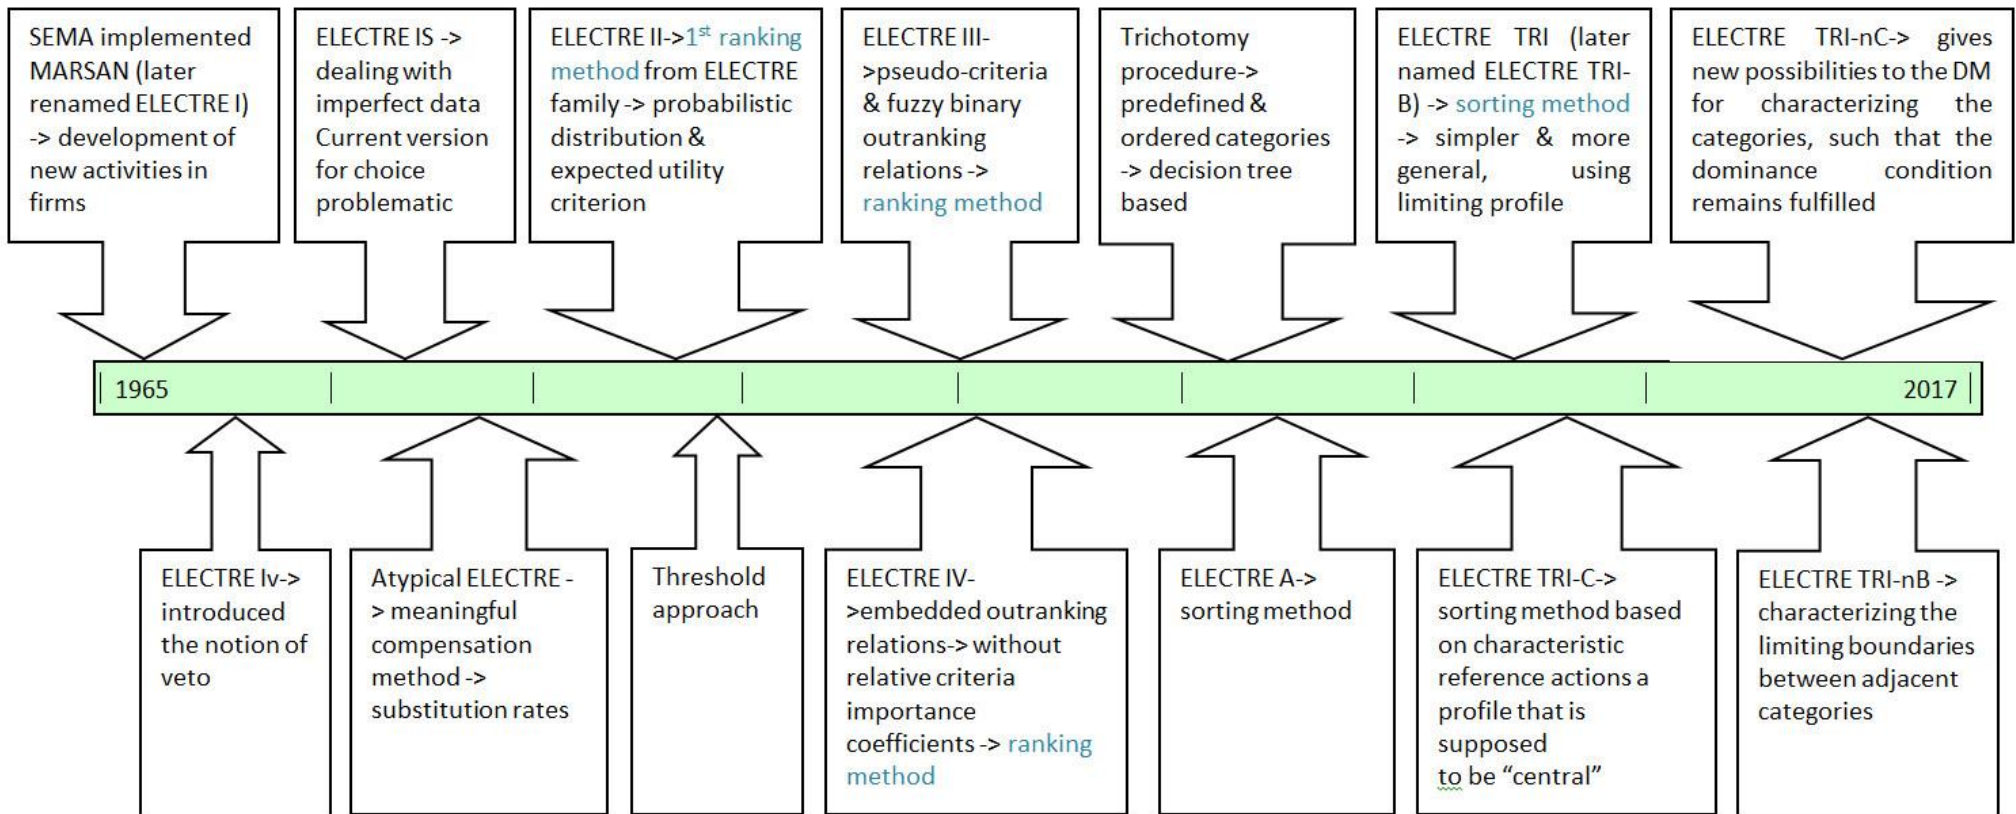 SEMA implemented
MARSAN (later
renamed ELECTRE I)
-> development of
new activities in
firms
ELECTRE IS ->
dealing with
imperfect data
Current version
for choice
problematic
ELECTRE II->1st ranking
method from ELECTRE
family -> probabilistic
distribution &
expected utility
criterion
ELECTRE III-
>pseudo-criteria
& fuzzy binary
outranking
relations ->
ranking method
Trichotomy
procedure->
predefined &
ordered categories
-> decision tree
based
ELECTRE TRI (later
named ELECTRE TRI-
B) -> sorting method
-> simpler & more
general, using
limiting profile
ELECTRE TRI-nC-> gives
new possibilities to the DM
for characterizing the
categories, such that the
dominance condition
remains fulfilled
1965
2017
ELECTRE Iv->
introduced
the notion of
veto
Atypical ELECTRE -
> meaningful
compensation
method ->
substitution rates
Threshold
approach
ELECTRE IV-
>embedded outranking
relations-> without
relative criteria
importance
coefficients -> ranking
method
ELECTRE A->
sorting method
ELECTRE TRI-C->
sorting method based
on characteristic
reference actions a
profile that is
supposed
to be “central”
ELECTRE TRI-nB ->
characterizing the
limiting boundaries
between adjacent
categories